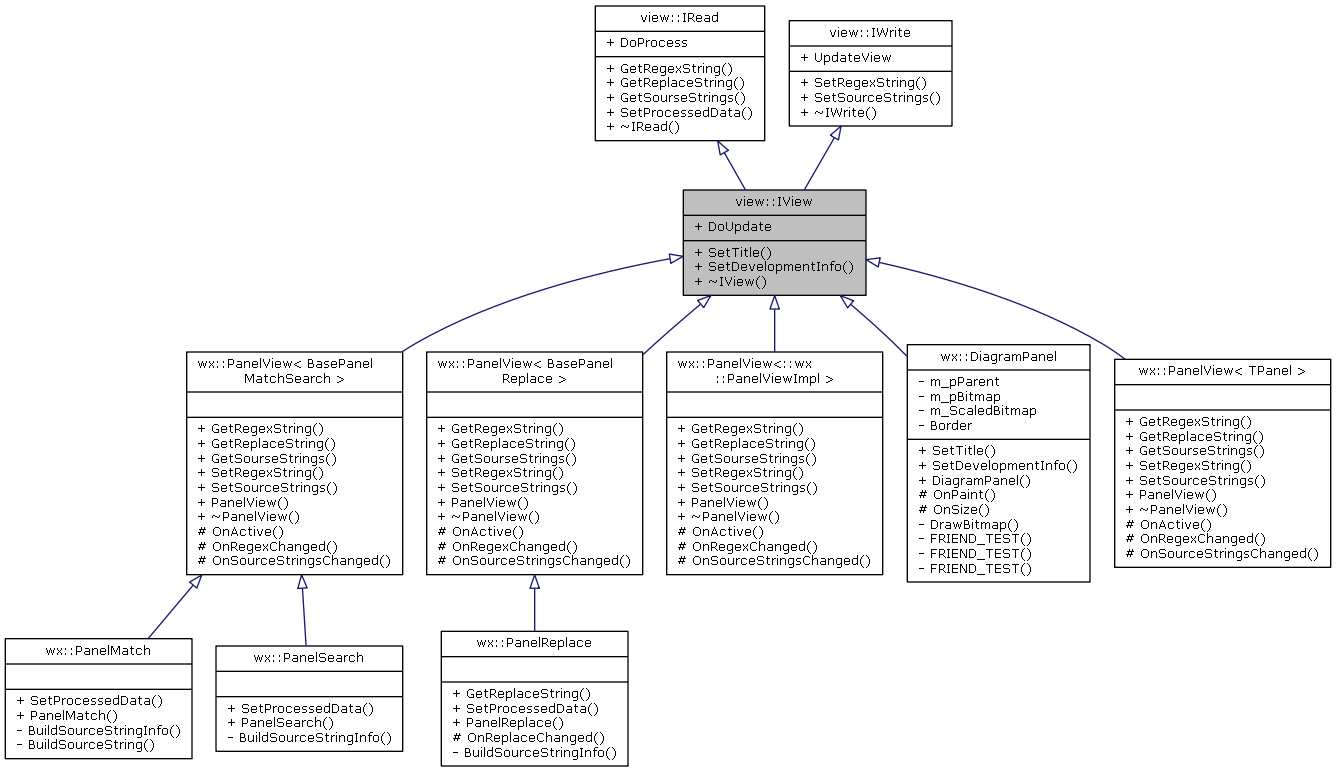 view::IRead
+ DoProcess
+ GetRegexString()
+ GetReplaceString()
+ GetSourseStrings()
+ SetProcessedData()
+ ~IRead()
view::IWrite
+ UpdateView
+ SetRegexString()
+ SetSourceStrings()
+ ~IWrite()
view::IView
+ DoUpdate
+ SetTitle()
+ SetDevelopmentInfo()
+ ~IView()
wx::PanelView< BasePanel
MatchSearch >
+ GetRegexString()
+ GetReplaceString()
+ GetSourseStrings()
+ SetRegexString()
+ SetSourceStrings()
+ PanelView()
+ ~PanelView()
# OnActive()
# OnRegexChanged()
# OnSourceStringsChanged()
wx::PanelView< BasePanel
Replace >
+ GetRegexString()
+ GetReplaceString()
+ GetSourseStrings()
+ SetRegexString()
+ SetSourceStrings()
+ PanelView()
+ ~PanelView()
# OnActive()
# OnRegexChanged()
# OnSourceStringsChanged()
wx::PanelView<::wx
::PanelViewImpl >
+ GetRegexString()
+ GetReplaceString()
+ GetSourseStrings()
+ SetRegexString()
+ SetSourceStrings()
+ PanelView()
+ ~PanelView()
# OnActive()
# OnRegexChanged()
# OnSourceStringsChanged()
wx::DiagramPanel
- m_pParent
- m_pBitmap
- m_ScaledBitmap
- Border
+ SetTitle()
+ SetDevelopmentInfo()
+ DiagramPanel()
# OnPaint()
# OnSize()
- DrawBitmap()
- FRIEND_TEST()
- FRIEND_TEST()
- FRIEND_TEST()
wx::PanelView< TPanel >
+ GetRegexString()
+ GetReplaceString()
+ GetSourseStrings()
+ SetRegexString()
+ SetSourceStrings()
+ PanelView()
+ ~PanelView()
# OnActive()
# OnRegexChanged()
# OnSourceStringsChanged()
wx::PanelMatch
+ SetProcessedData()
+ PanelMatch()
- BuildSourceStringInfo()
- BuildSourceString()
wx::PanelSearch
+ SetProcessedData()
+ PanelSearch()
- BuildSourceStringInfo()
wx::PanelReplace
+ GetReplaceString()
+ SetProcessedData()
+ PanelReplace()
# OnReplaceChanged()
- BuildSourceStringInfo()